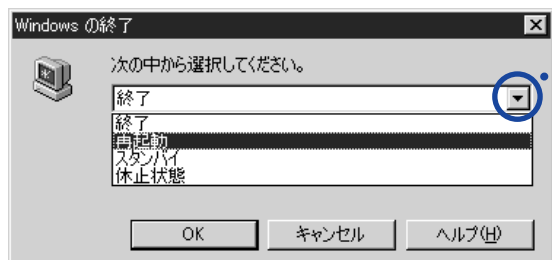 Windows の終了
次の中から選択してください。
終了
終了
再起動
スタンバイ
休止状態
OK キャンセル ヘルプ(H)